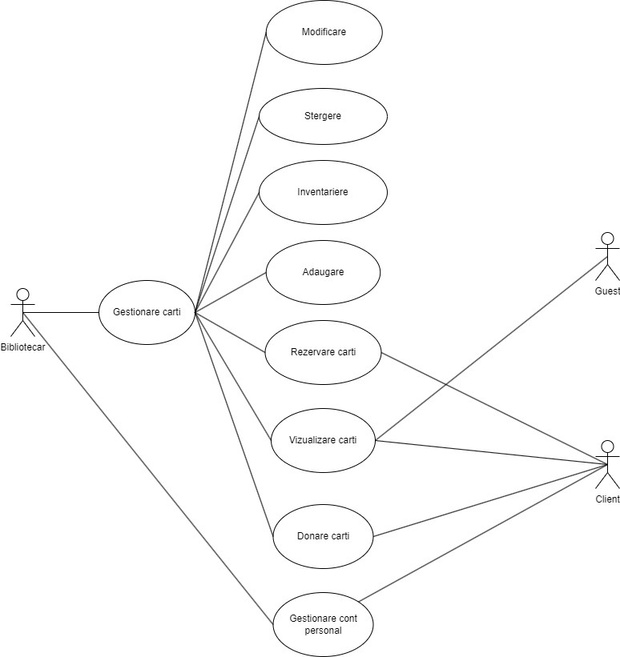 Modificare
Stergere
Inventariere
Adaugare
Guest
Gestionare carti
Bibliotecar
Rezervare carti
Vizualizare carti
Client
Donare carti
Gestionare cont
personal